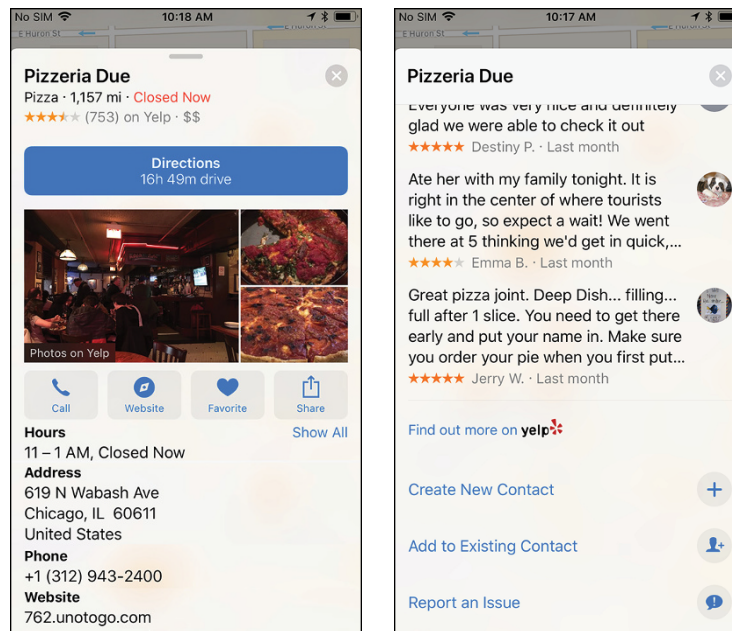 No SIM 10:18 AM
E Huron St
Pizzeria Due
Pizza · 1,157 mi · Closed Now
(753) on Yelp · $$
Directions
16h 49m drive
Photos on Yelp
Call Website Favorite Share
Hours Show All
11 – 1 AM, Closed Now
Address
619 N Wabash Ave
Chicago, IL 60611
United States
Phone
+1 (312) 943-2400
Website
762.unotogo.com
No SIM 10:17 AM
E Huron St
Pizzeria Due
Everyone was very nice and definitely
glad we were able to check it out
Destiny P. · Last month
Ate her with my family tonight. It is
right in the center of where tourists
like to go, so expect a wait! We went
there at 5 thinking we'd get in quick,...
Emma B. · Last month
Great pizza joint. Deep Dish... filling...
full after 1 slice. You need to get there
early and put your name in. Make sure
you order your pie when you first put...
Jerry W. · Last month
Find out more on yelp
Create New Contact
Add to Existing Contact
Report an Issue